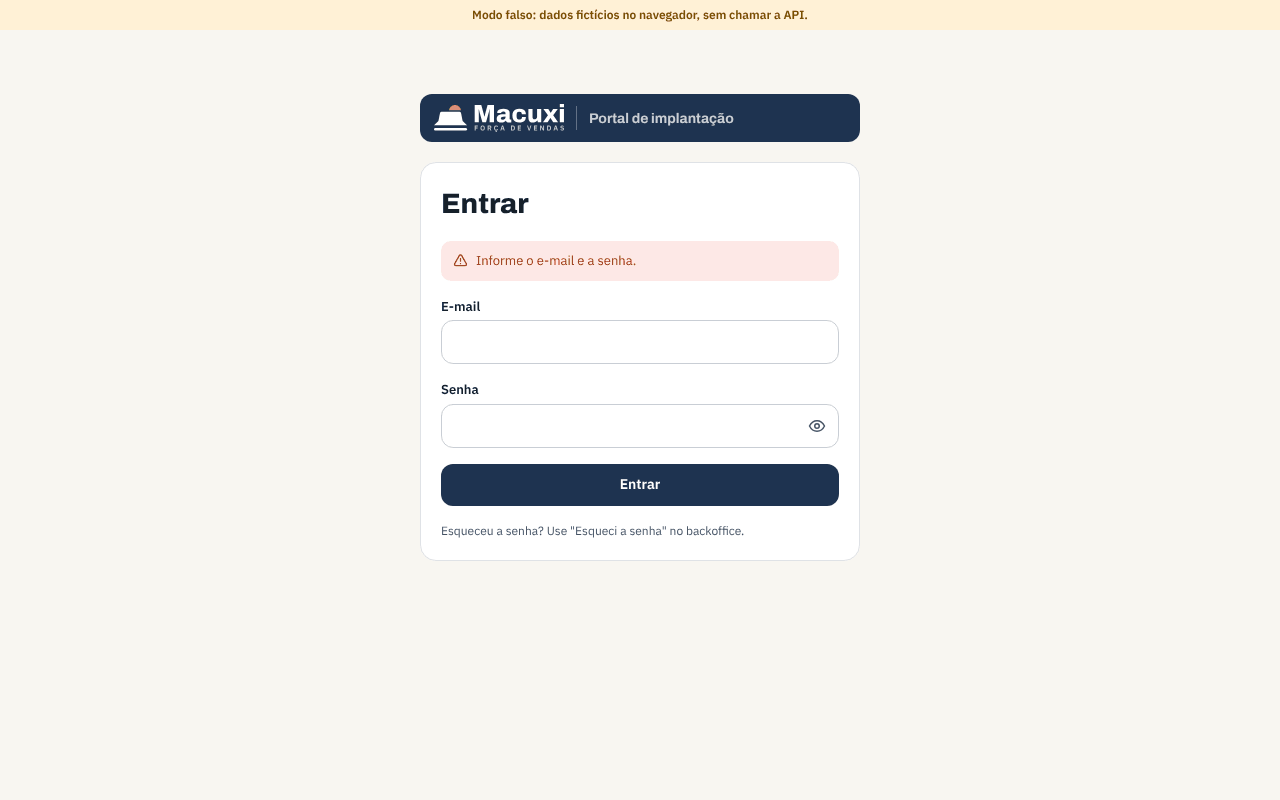 Modo falso: dados fictícios no navegador, sem chamar a API.
Macuxi
FORÇA DE VENDAS
Portal de implantação
Entrar
Informe o e-mail e a senha.
E-mail
Senha
Entrar
Esqueceu a senha? Use "Esqueci a senha" no backoffice.